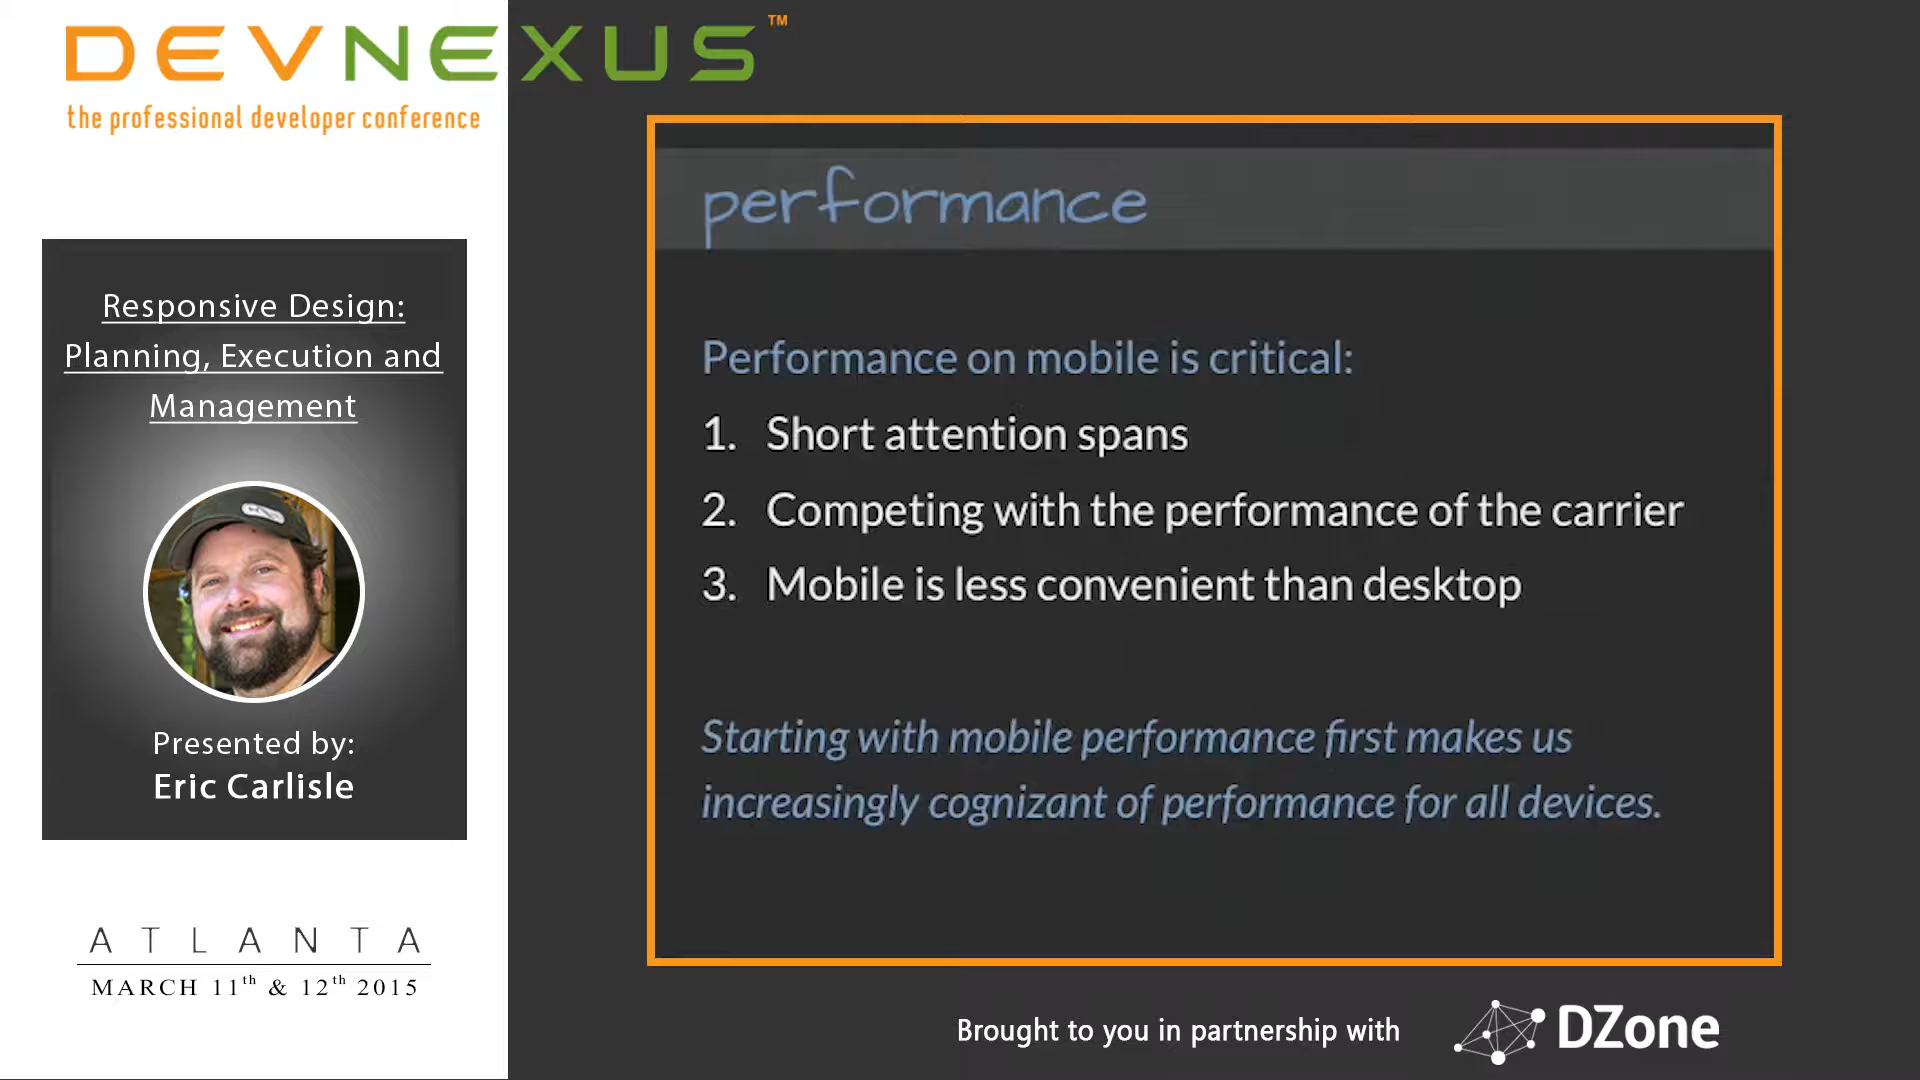 DEVNEXUS™
the professional developer conference
Responsive Design:
Planning, Execution and
Management
Presented by:
Eric Carlisle
ATLANTA
MARCH 11th & 12th 2015
performance
Performance on mobile is critical:
1. Short attention spans
2. Competing with the performance of the carrier
3. Mobile is less convenient than desktop
Starting with mobile performance first makes us
increasingly cognizant of performance for all devices.
Brought to you in partnership with
DZone